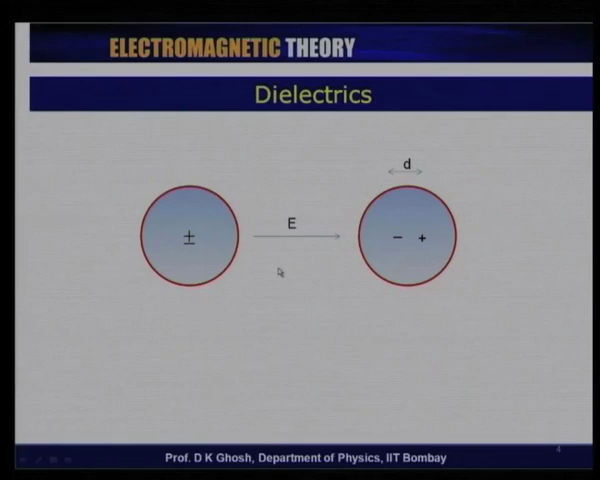 ELECTROMAGNETIC THEORY
Dielectrics
d
±
E
− +
Prof. D K Ghosh, Department of Physics, IIT Bombay
4